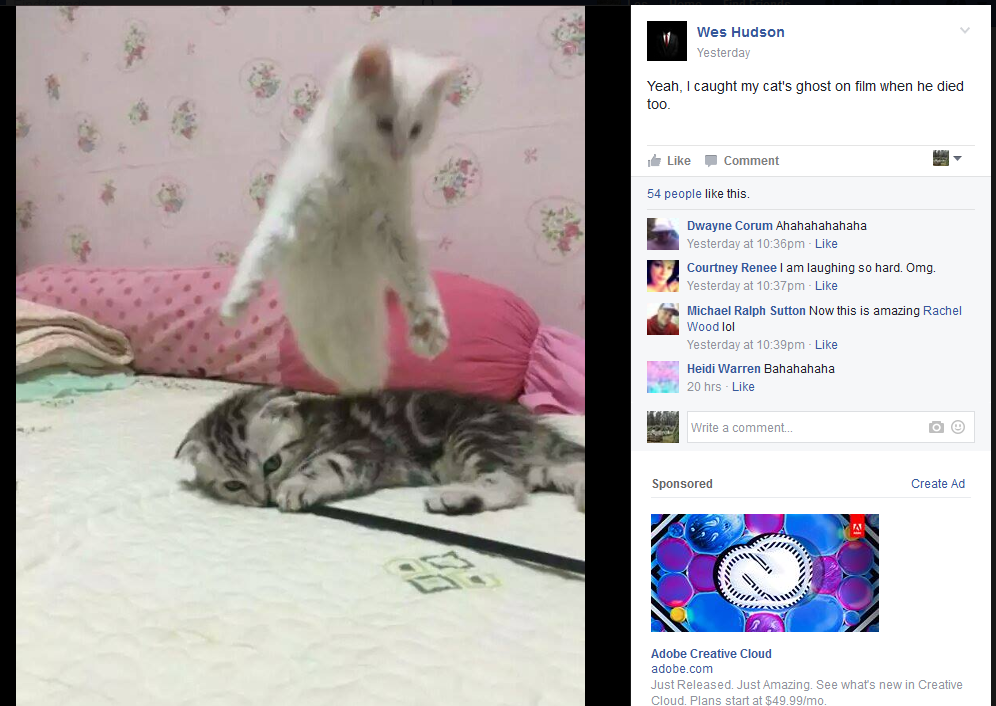 Wes Hudson
Yesterday
Yeah, I caught my cat's ghost on film when he died
too.
Like Comment
54 people like this.
Dwayne Corum Ahahahahahaha
Yesterday at 10:36pm · Like
Courtney Renee I am laughing so hard. Omg.
Yesterday at 10:37pm · Like
Michael Ralph Sutton Now this is amazing Rachel
Wood lol
Yesterday at 10:39pm · Like
Heidi Warren Bahahahaha
20 hrs · Like
Write a comment...
Sponsored Create Ad
Adobe Creative Cloud
adobe.com
Just Released. Just Amazing. See what's new in Creative
Cloud. Plans start at $49.99/mo.